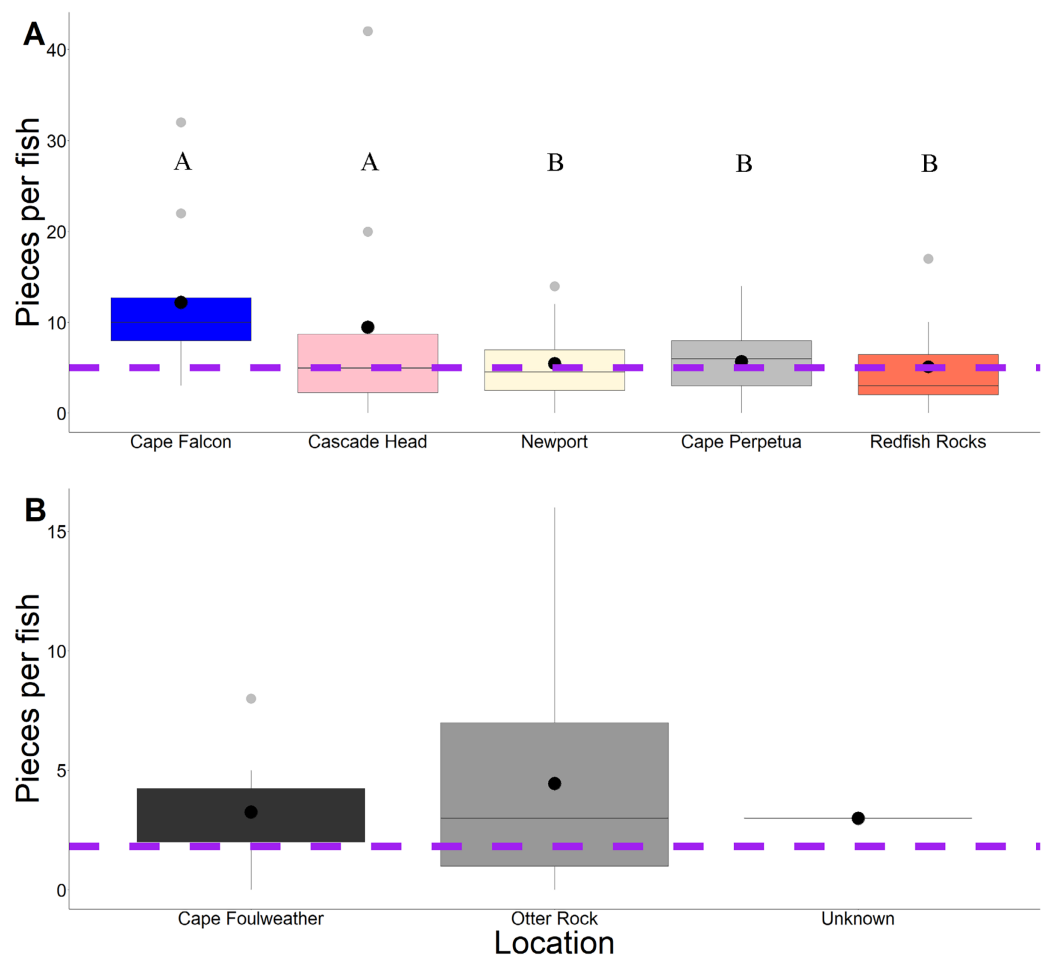 A
Pieces per fish
40
30
20
10
0
A A B B B
Cape Falcon Cascade Head Newport Cape Perpetua Redfish Rocks
B
Pieces per fish
15
10
5
0
Cape Foulweather Otter Rock Unknown
Location